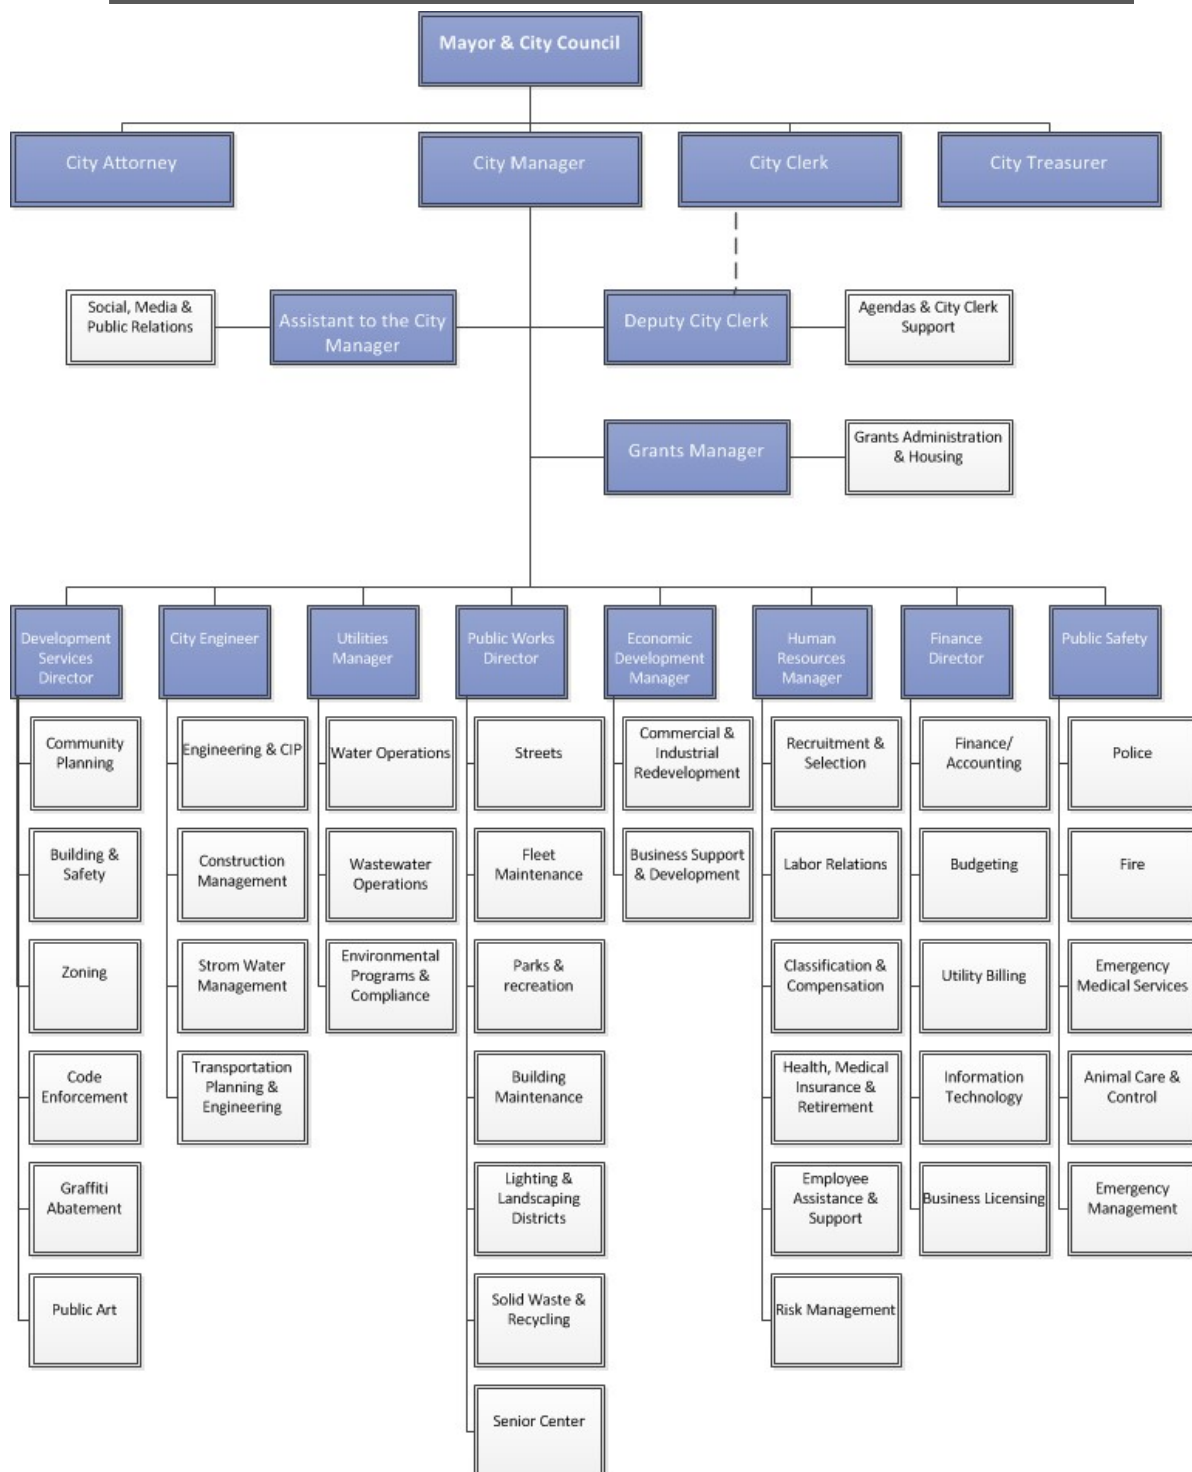 Mayor & City Council
City Attorney
City Manager
City Clerk
City Treasurer
Social, Media &
Public Relations
Assistant to the City
Manager
Deputy City Clerk
Agendas & City Clerk
Support
Grants Manager
Grants Administration
& Housing
Development
Services
Director
City Engineer
Utilities
Manager
Public Works
Director
Economic
Development
Manager
Human
Resources
Manager
Finance
Director
Public Safety
Community
Planning
Building &
Safety
Zoning
Code
Enforcement
Graffiti
Abatement
Public Art
Engineering & CIP
Construction
Management
Strom Water
Management
Transportation
Planning &
Engineering
Water Operations
Wastewater
Operations
Environmental
Programs &
Compliance
Streets
Fleet
Maintenance
Parks &
recreation
Building
Maintenance
Lighting &
Landscaping
Districts
Solid Waste &
Recycling
Senior Center
Commercial &
Industrial
Redevelopment
Business Support
& Development
Recruitment &
Selection
Labor Relations
Classification &
Compensation
Health, Medical
Insurance &
Retirement
Employee
Assistance &
Support
Risk Management
Finance/
Accounting
Budgeting
Utility Billing
Information
Technology
Business Licensing
Police
Fire
Emergency
Medical Services
Animal Care &
Control
Emergency
Management